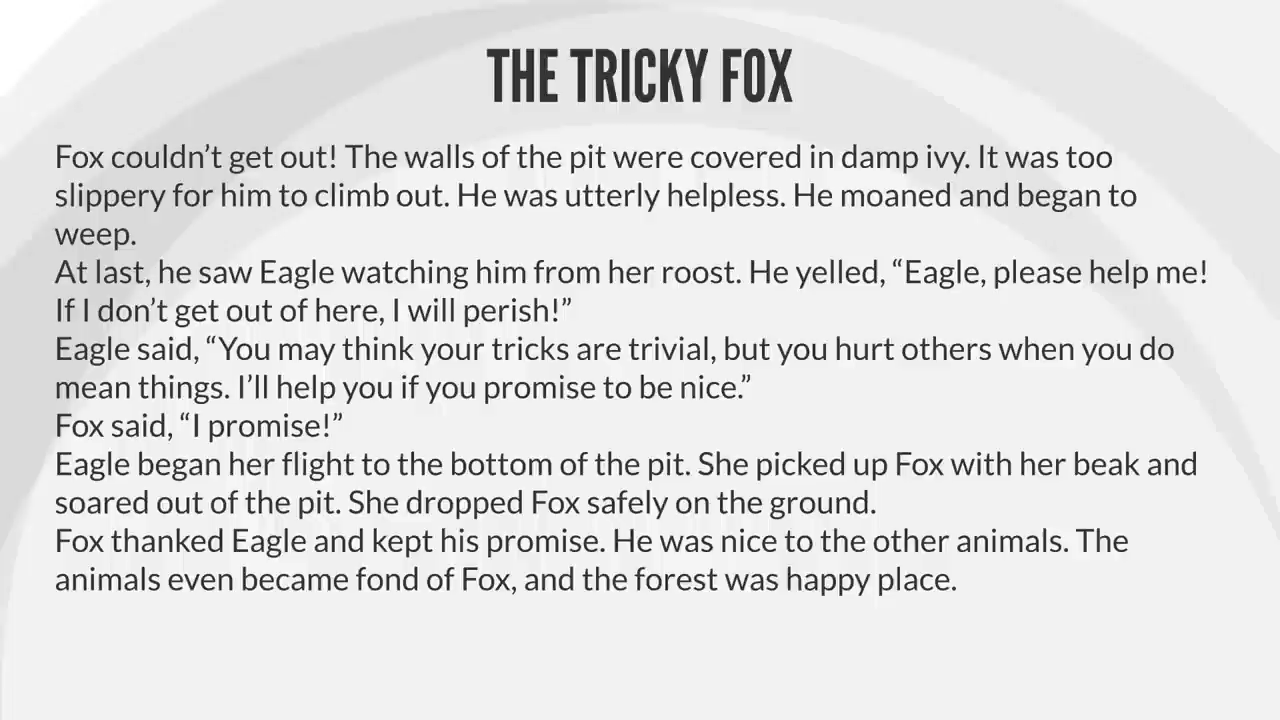 THE TRICKY FOX
Fox couldn’t get out! The walls of the pit were covered in damp ivy. It was too
slippery for him to climb out. He was utterly helpless. He moaned and began to
weep.
At last, he saw Eagle watching him from her roost. He yelled, “Eagle, please help me!
If I don’t get out of here, I will perish!”
Eagle said, “You may think your tricks are trivial, but you hurt others when you do
mean things. I’ll help you if you promise to be nice.”
Fox said, “I promise!”
Eagle began her flight to the bottom of the pit. She picked up Fox with her beak and
soared out of the pit. She dropped Fox safely on the ground.
Fox thanked Eagle and kept his promise. He was nice to the other animals. The
animals even became fond of Fox, and the forest was happy place.